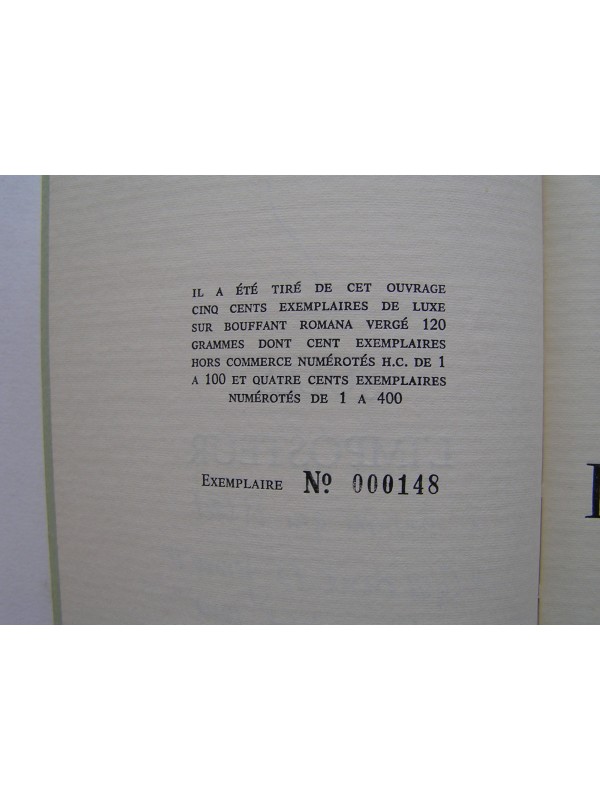 IL A ÉTÉ TIRÉ DE CET OUVRAGE
CINQ CENTS EXEMPLAIRES DE LUXE
SUR BOUFFANT ROMANA VERGÉ 120
GRAMMES DONT CENT EXEMPLAIRES
HORS COMMERCE NUMÉROTÉS H.C. DE 1
A 100 ET QUATRE CENTS EXEMPLAIRES
NUMÉROTÉS DE 1 A 400
L'IMPOSTEUR
EXEMPLAIRE Nº 000148